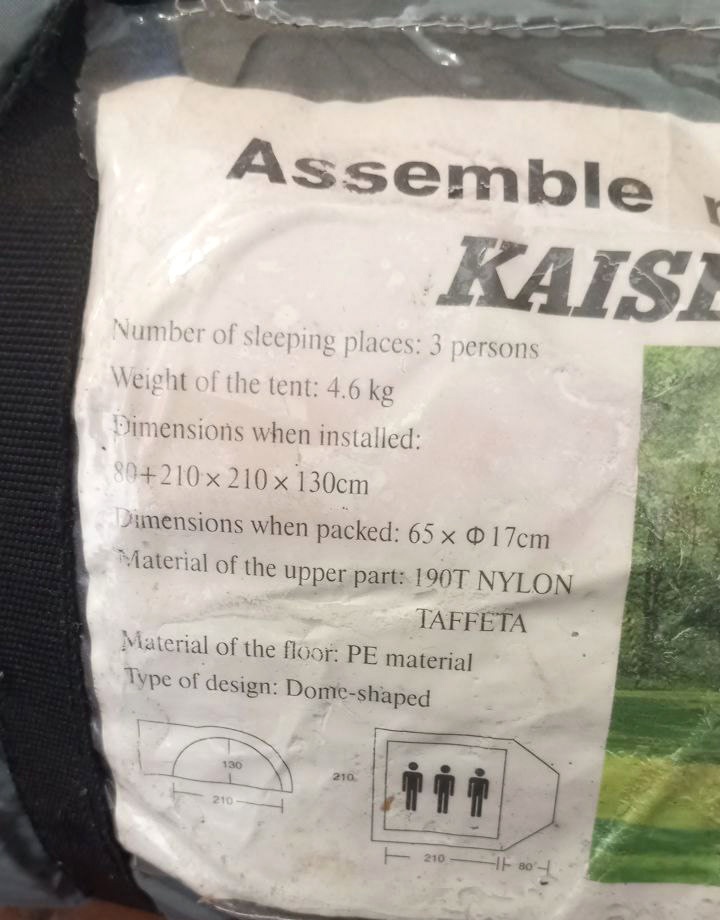 Assemble
KAIS
Number of sleeping places: 3 persons
Weight of the tent: 4.6 kg
Dimensions when installed:
80+210×210×130cm
Dimensions when packed: 65×Φ17cm
Material of the upper part: 190T NYLON
TAFFETA
Material of the floor: PE material
Type of design: Dome-shaped
130
210
210
210
80